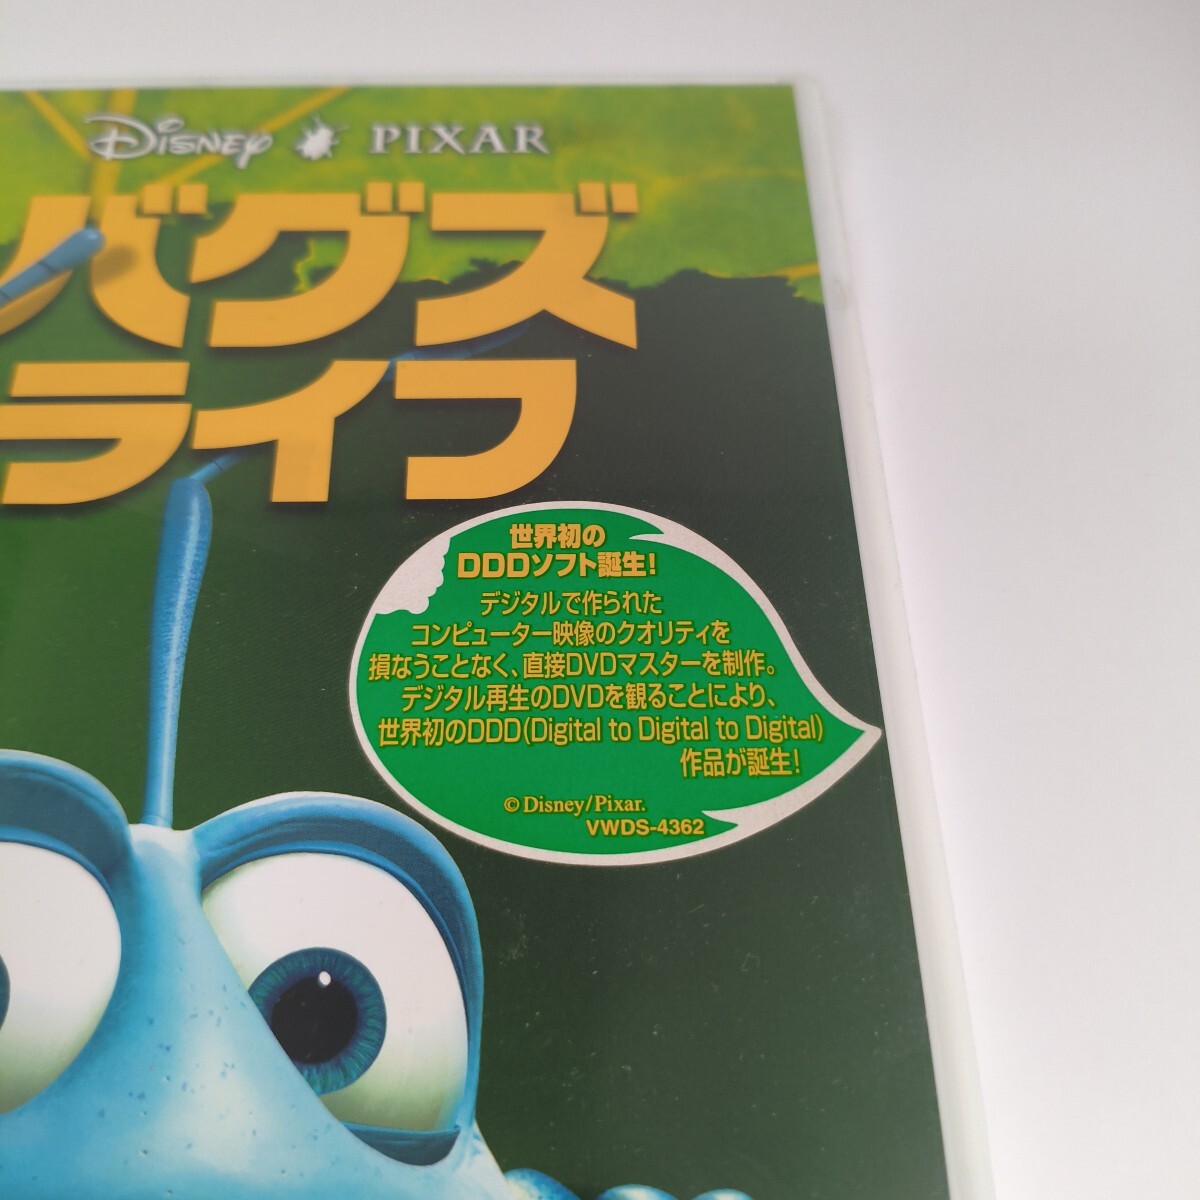 Disney PIXAR
バグズ
ライフ
世界初の
DDDソフト誕生！
デジタルで作られた
コンピューター映像のクオリティを
損なうことなく、直接DVDマスターを制作。
デジタル再生のDVDを観ることにより、
世界初のDDD(Digital to Digital to Digital)
作品が誕生！
© Disney/Pixar.
VWDS-4362